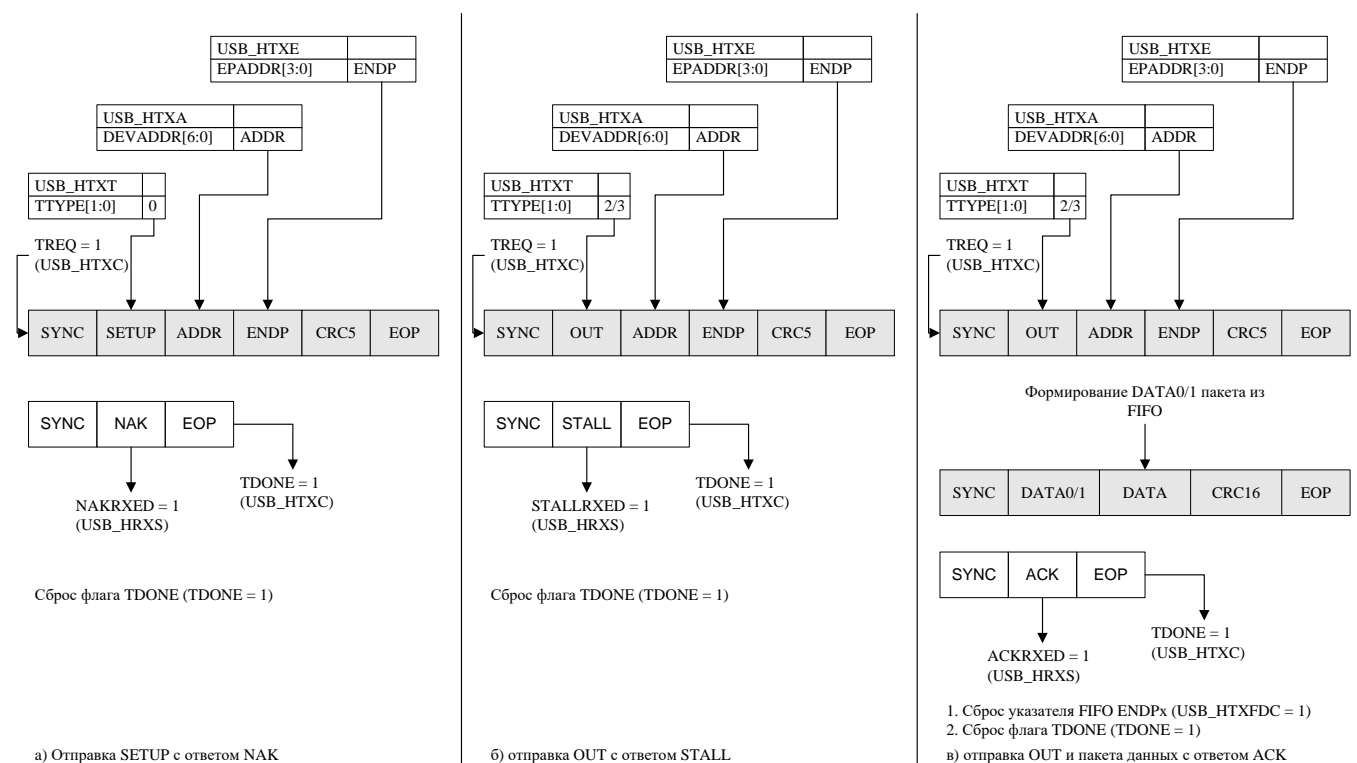 USB_HTXE
EPADDR[3:0] ENDP
USB_HTXA
DEVADDR[6:0] ADDR
USB_HTXT
TTYPE[1:0] 0
TREQ = 1
(USB_HTXC)
SYNC SETUP ADDR ENDP CRC5 EOP
SYNC NAK EOP
NAKRXED = 1
(USB_HRXS)
TDONE = 1
(USB_HTXC)
Сброс флага TDONE (TDONE = 1)
а) Отправка SETUP с ответом NAK
USB_HTXE
EPADDR[3:0] ENDP
USB_HTXA
DEVADDR[6:0] ADDR
USB_HTXT
TTYPE[1:0] 2/3
TREQ = 1
(USB_HTXC)
SYNC OUT ADDR ENDP CRC5 EOP
SYNC STALL EOP
STALLRXED = 1
(USB_HRXS)
TDONE = 1
(USB_HTXC)
Сброс флага TDONE (TDONE = 1)
б) отправка OUT с ответом STALL
USB_HTXE
EPADDR[3:0] ENDP
USB_HTXA
DEVADDR[6:0] ADDR
USB_HTXT
TTYPE[1:0] 2/3
TREQ = 1
(USB_HTXC)
SYNC OUT ADDR ENDP CRC5 EOP
Формирование DATA0/1 пакета из
FIFO
SYNC DATA0/1 DATA CRC16 EOP
SYNC ACK EOP
ACKRXED = 1
(USB_HRXS)
TDONE = 1
(USB_HTXC)
1. Сброс указателя FIFO ENDPx (USB_HTXFDC = 1)
2. Сброс флага TDONE (TDONE = 1)
в) отправка OUT и пакета данных с ответом ACK